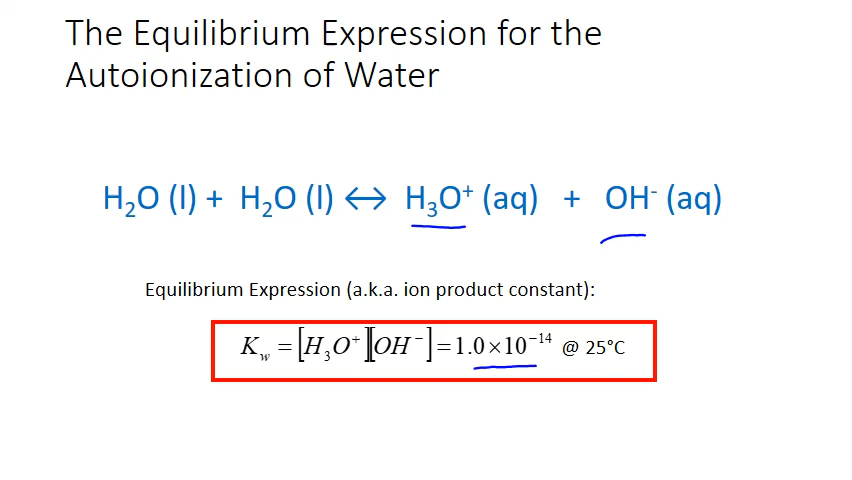 The Equilibrium Expression for the
Autoionization of Water
H₂O (l) + H₂O (l) ↔ H₃O⁺ (aq) + OH⁻ (aq)
Equilibrium Expression (a.k.a. ion product constant):
K_w = [H₃O⁺][OH⁻] = 1.0 × 10⁻¹⁴ @ 25°C